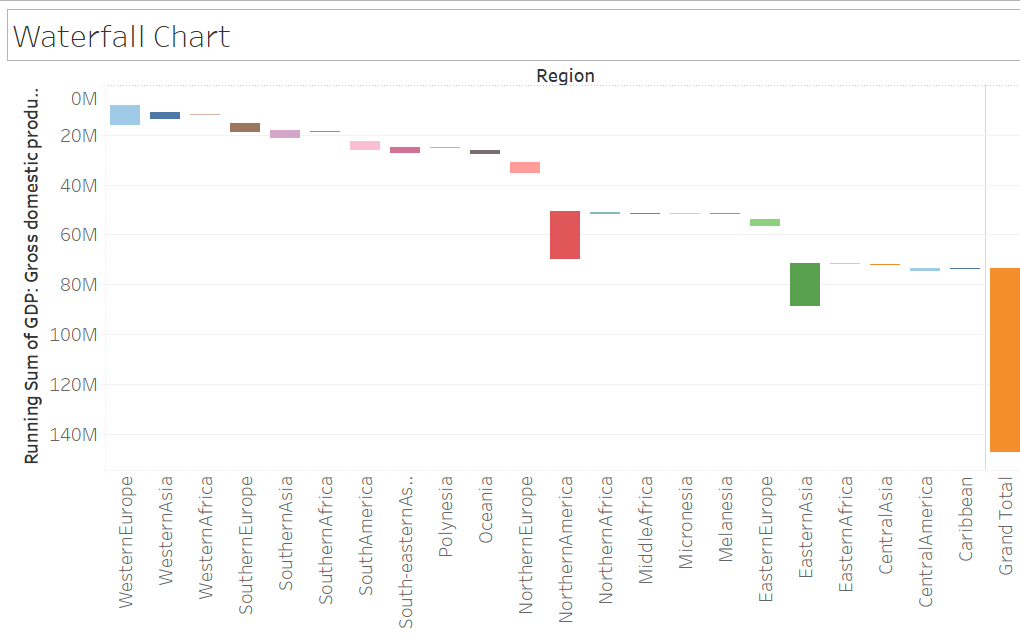 Waterfall Chart
Region
Running Sum of GDP: Gross domestic produ..
0M
20M
40M
60M
80M
100M
120M
140M
WesternEurope
WesternAsia
WesternAfrica
SouthernEurope
SouthernAsia
SouthernAfrica
SouthAmerica
South-easternAs..
Polynesia
Oceania
NorthernEurope
NorthernAmerica
NorthernAfrica
MiddleAfrica
Micronesia
Melanesia
EasternEurope
EasternAsia
EasternAfrica
CentralAsia
CentralAmerica
Caribbean
Grand Total